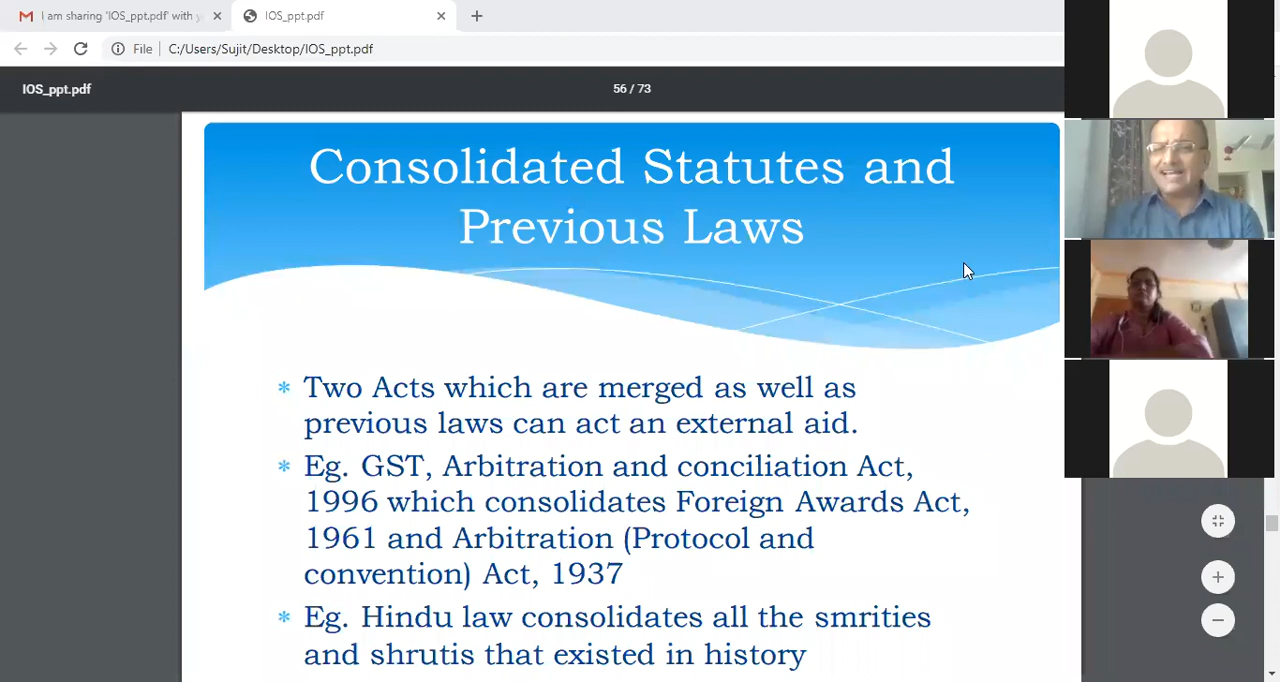 I am sharing 'IOS_ppt.pdf' with
IOS_ppt.pdf
File
C:/Users/Sujit/Desktop/IOS_ppt.pdf
IOS_ppt.pdf
56 / 73
Consolidated Statutes and
Previous Laws
* Two Acts which are merged as well as
previous laws can act an external aid.
* Eg. GST, Arbitration and conciliation Act,
1996 which consolidates Foreign Awards Act,
1961 and Arbitration (Protocol and
convention) Act, 1937
* Eg. Hindu law consolidates all the smrities
and shrutis that existed in history